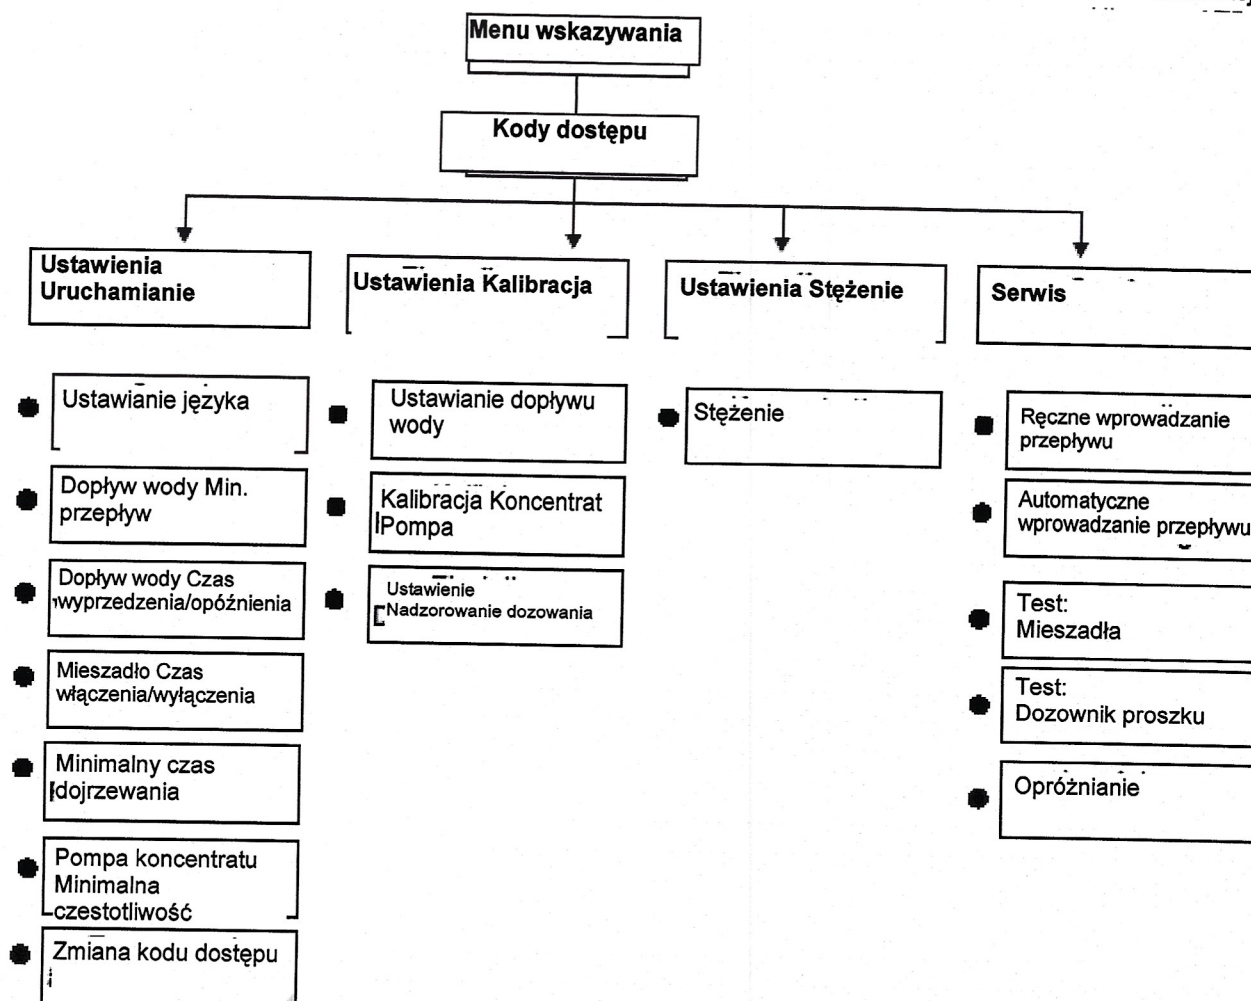 Menu wskazywania
Kody dostępu
Ustawienia
Uruchamianie
Ustawienia Kalibracja
Ustawienia Stężenie
Serwis
Ustawianie języka
Dopływ wody Min.
przepływ
Dopływ wody Czas
wyprzedzenia/opóźnienia
Mieszadło Czas
włączenia/wyłączenia
Minimalny czas
dojrzewania
Pompa koncentratu
Minimalna
czestotliwość
Zmiana kodu dostępu
Ustawianie dopływu
wody
Kalibracja Koncentrat
Pompa
Ustawienie
Nadzorowanie dozowania
Stężenie
Ręczne wprowadzanie
przepływu
Automatyczne
wprowadzanie przepływu
Test:
Mieszadła
Test:
Dozownik proszku
Opróżnianie